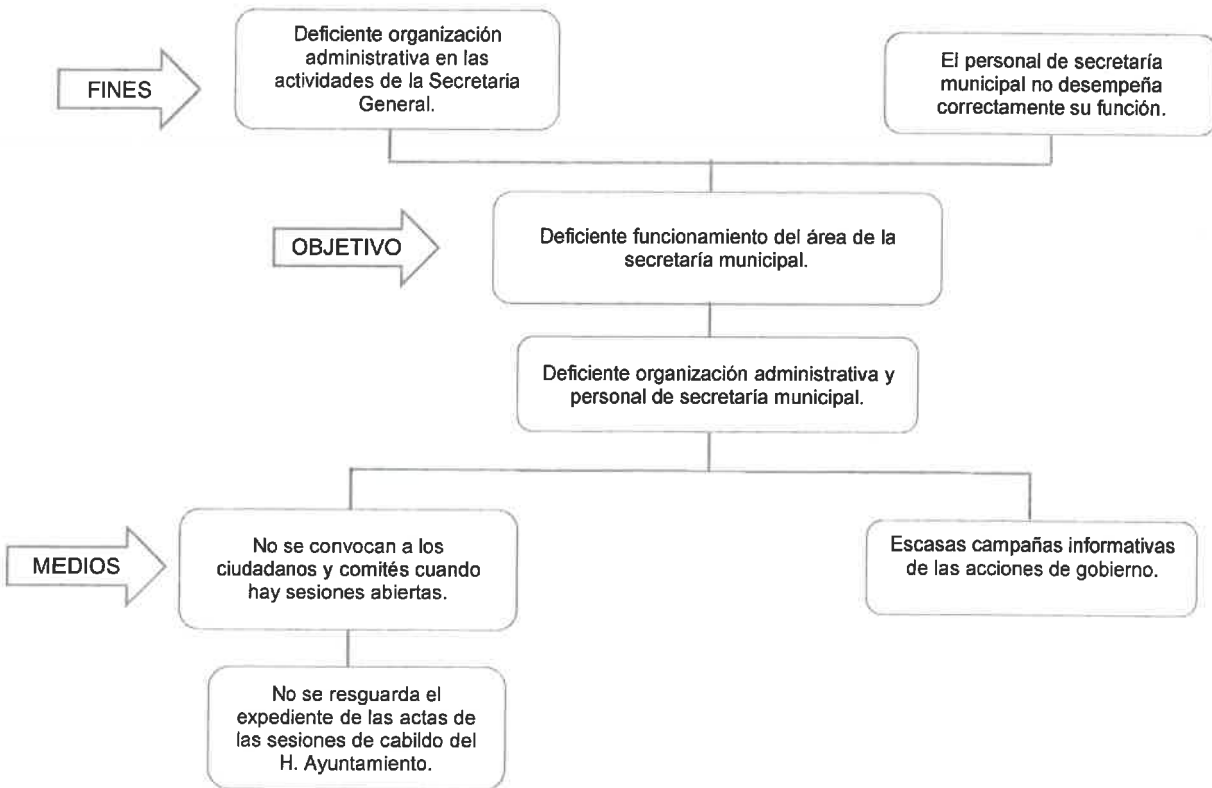 Deficiente organización
administrativa en las
actividades de la Secretaria
General.
FINES
El personal de secretaría
municipal no desempeña
correctamente su función.
OBJETIVO
Deficiente funcionamiento del área de la
secretaría municipal.
Deficiente organización administrativa y
personal de secretaría municipal.
MEDIOS
No se convocan a los
ciudadanos y comités cuando
hay sesiones abiertas.
Escasas campañas informativas
de las acciones de gobierno.
No se resguarda el
expediente de las actas de
las sesiones de cabildo del
H. Ayuntamiento.